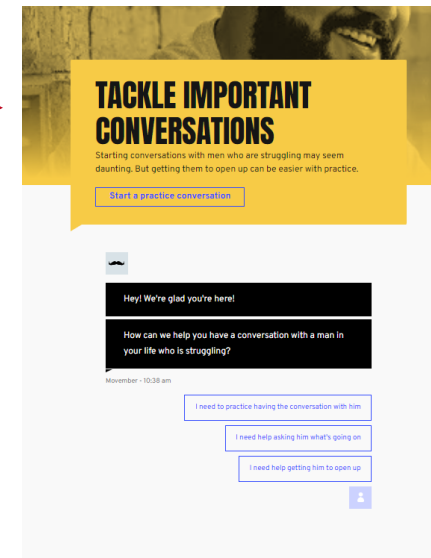 TACKLE IMPORTANT
CONVERSATIONS
Starting conversations with men who are struggling may seem
daunting. But getting them to open up can be easier with practice.
Start a practice conversation
Hey! We're glad you're here!
How can we help you have a conversation with a man in
your life who is struggling?
Movember - 10:38 am
I need to practice having the conversation with him
I need help asking him what's going on
I need help getting him to open up